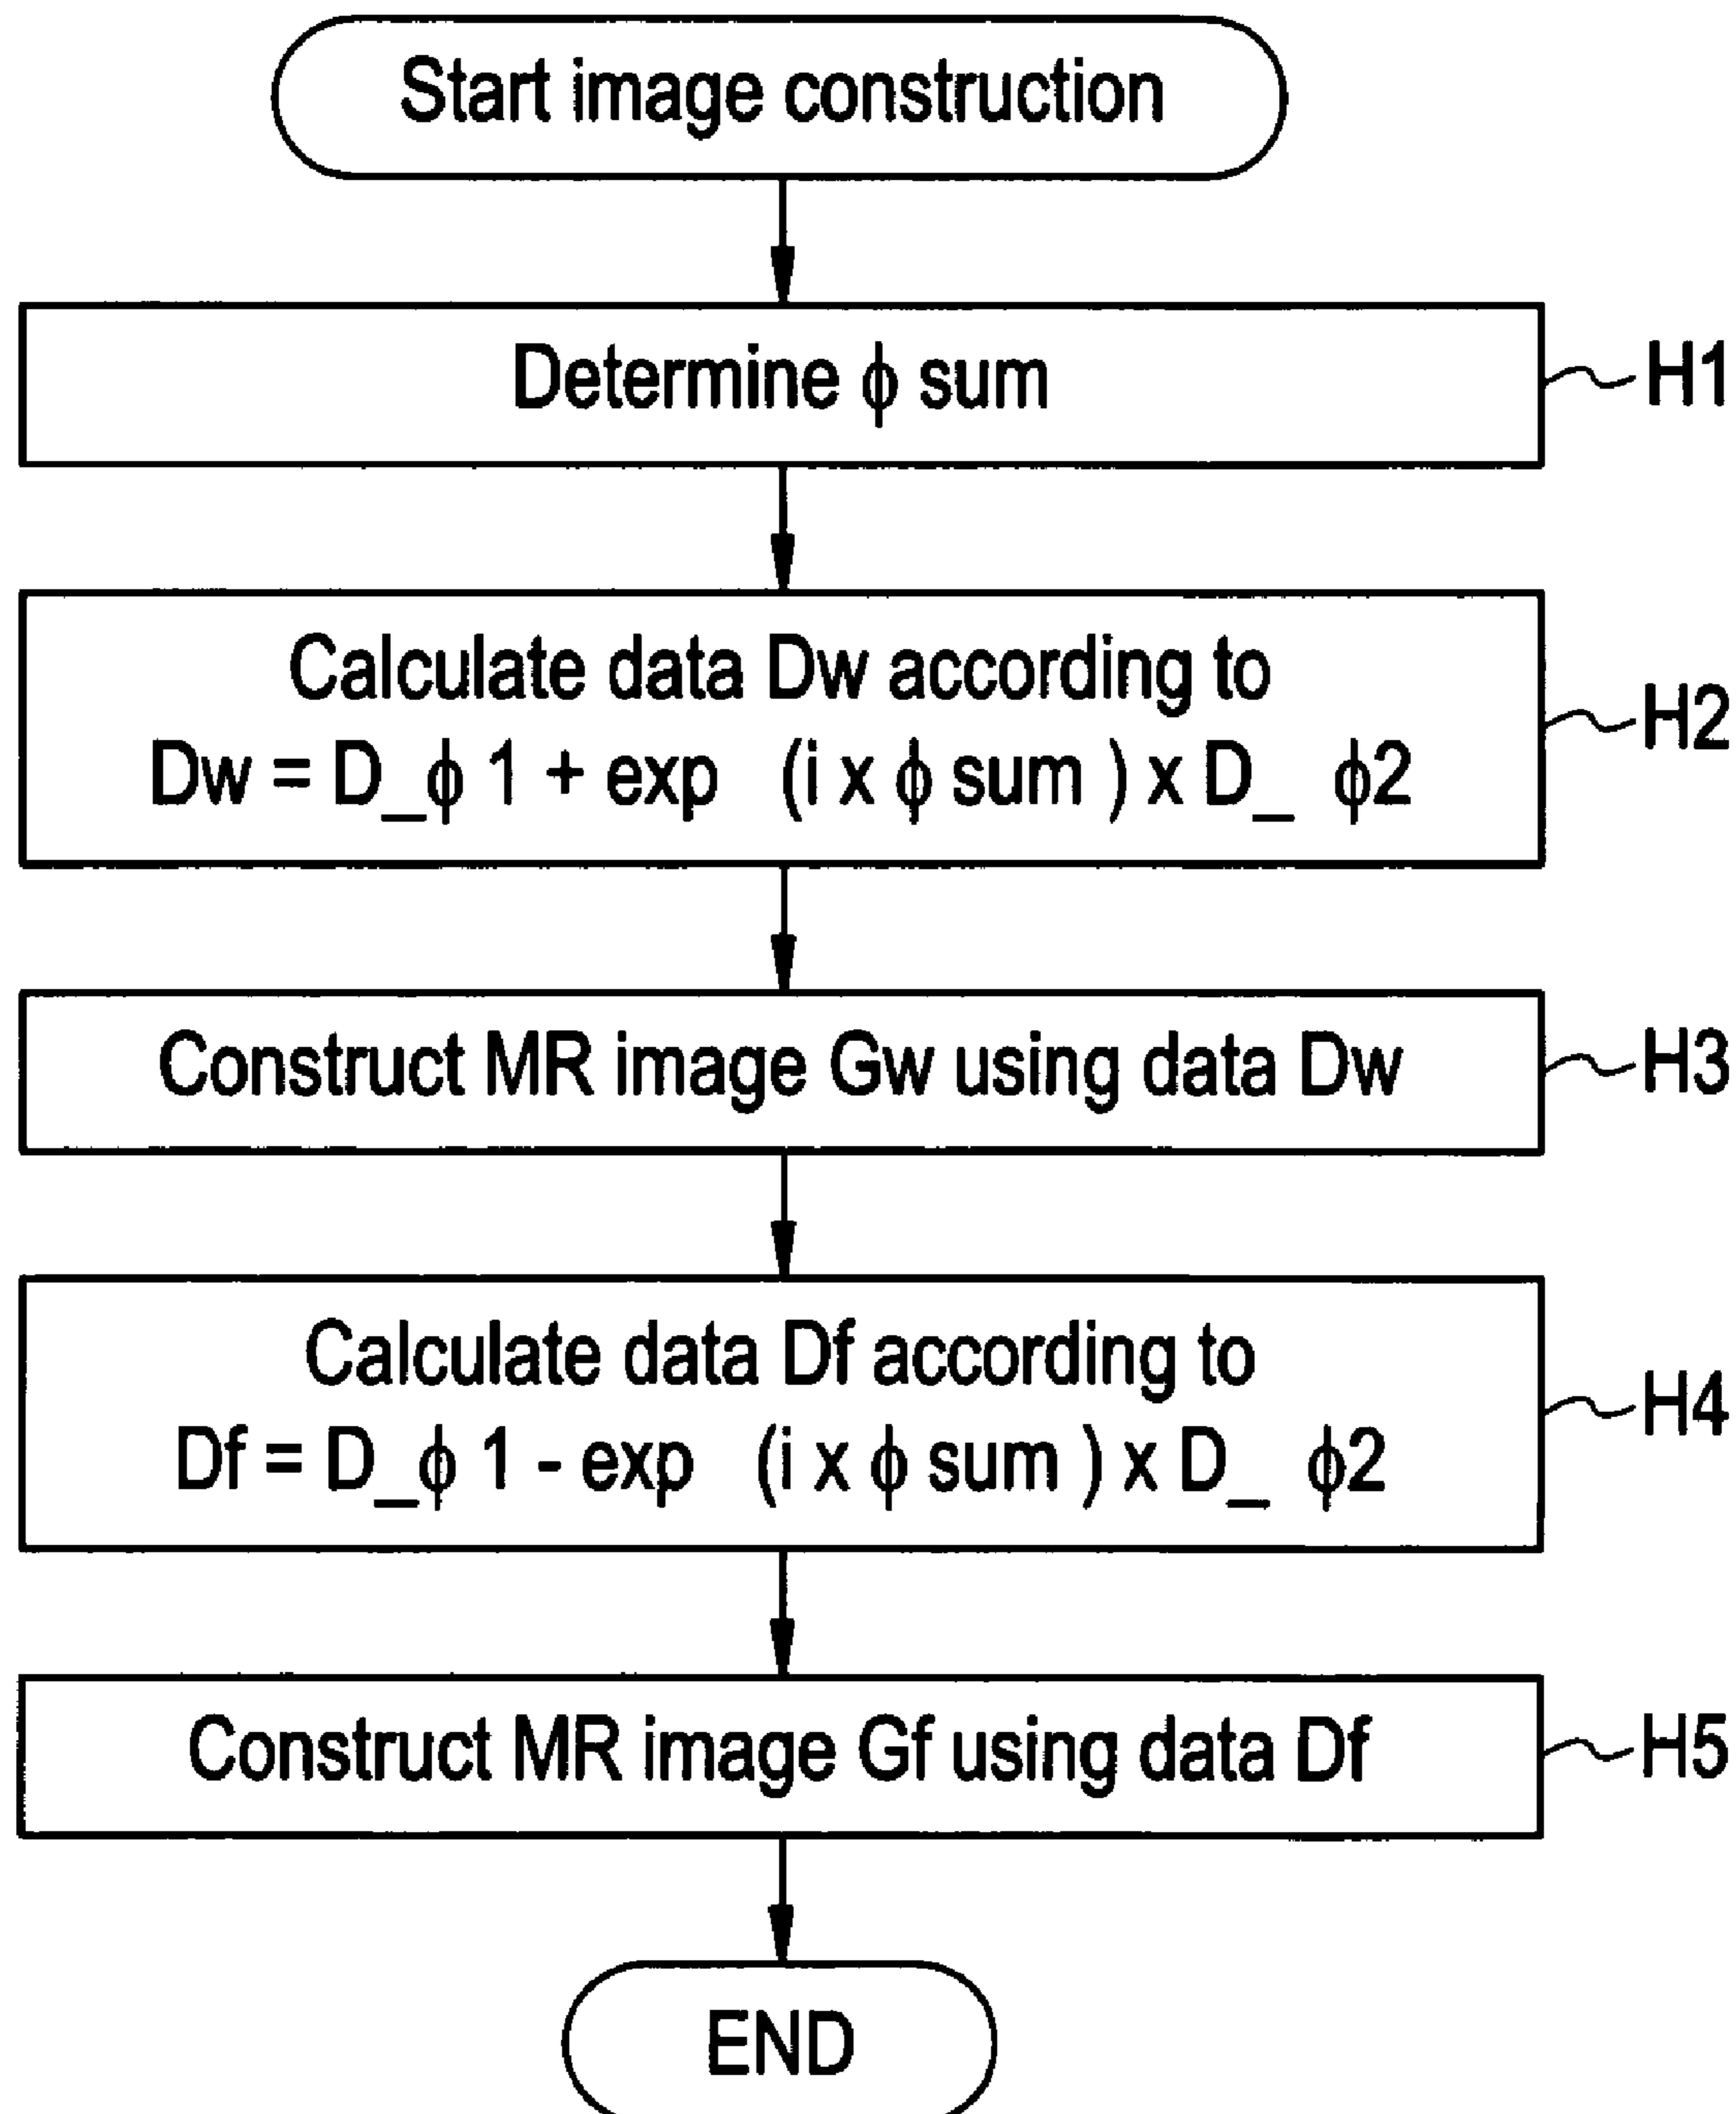 Start image construction
Determine ϕ sum
H1
Calculate data Dw according to
Dw = D_ϕ 1 + exp (i x ϕ sum ) x D_ ϕ2
H2
Construct MR image Gw using data Dw
H3
Calculate data Df according to
Df = D_ϕ 1 - exp (i x ϕ sum ) x D_ ϕ2
H4
Construct MR image Gf using data Df
H5
END